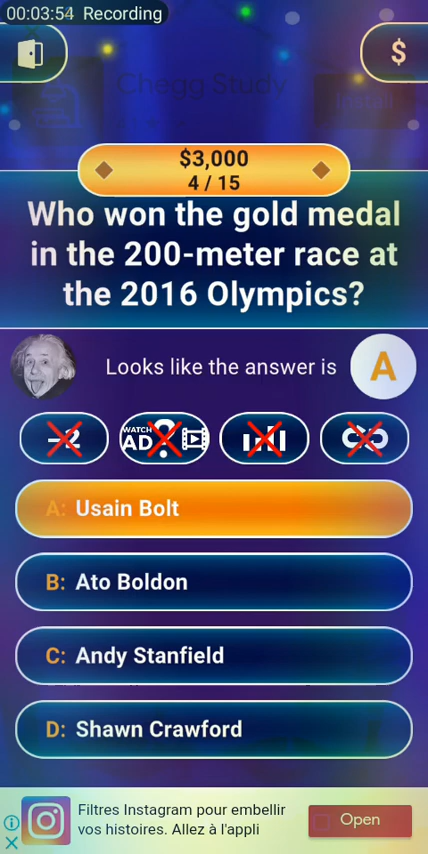 00:03:54 Recording
$
Chegg Study
Install
$3,000
4 / 15
Who won the gold medal
in the 200-meter race at
the 2016 Olympics?
Looks like the answer is
A
-2
WATCH
AD ?
A: Usain Bolt
B: Ato Boldon
C: Andy Stanfield
D: Shawn Crawford
Filtres Instagram pour embellir
vos histoires. Allez à l'appli
Open